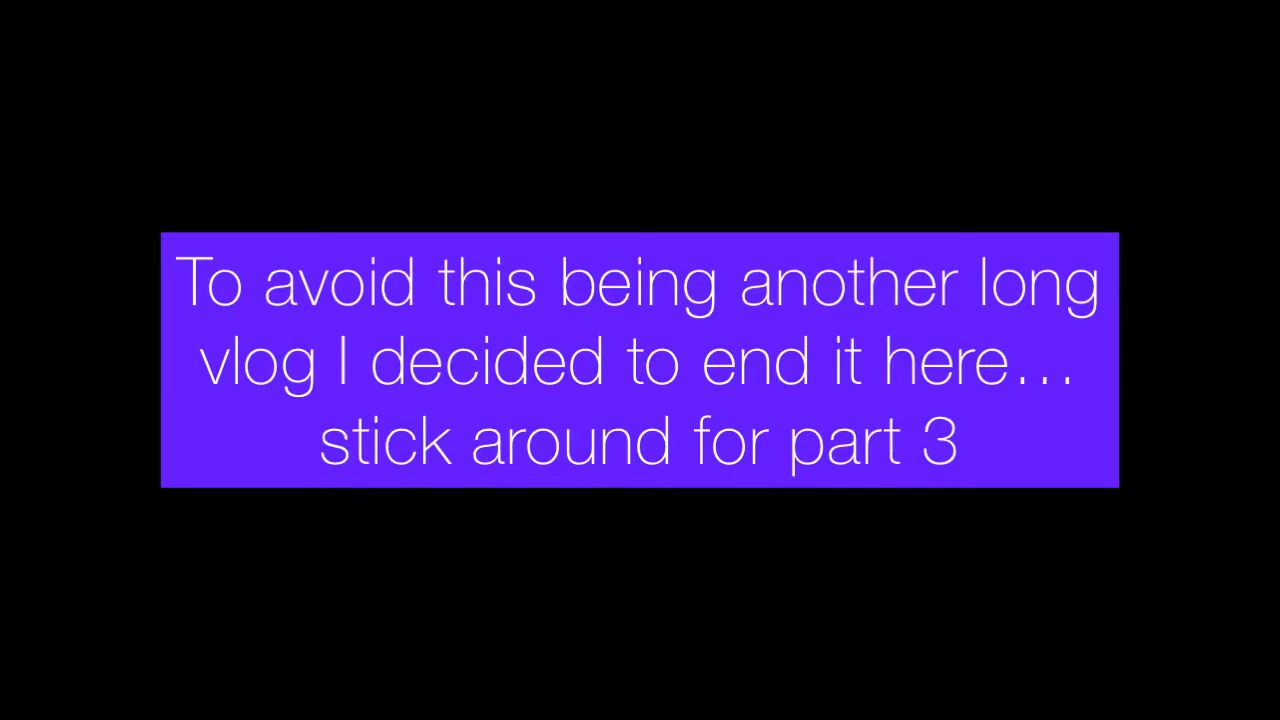 To avoid this being another long
vlog I decided to end it here…
stick around for part 3